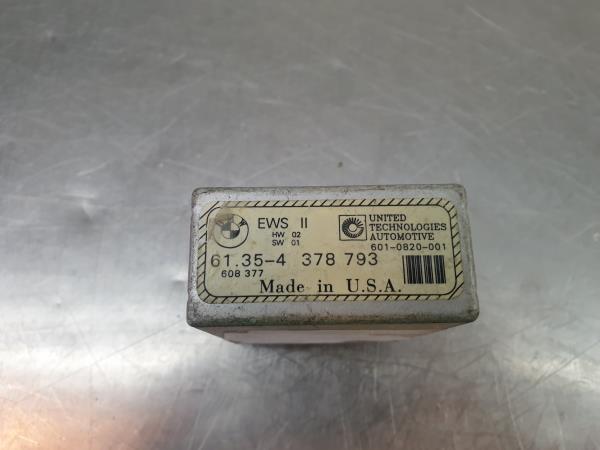 EWS II
HW 02
SW 01
UNITED
TECHNOLOGIES
AUTOMOTIVE
601-0820-001
61.35-4 378 793
608 377
Made in U.S.A.